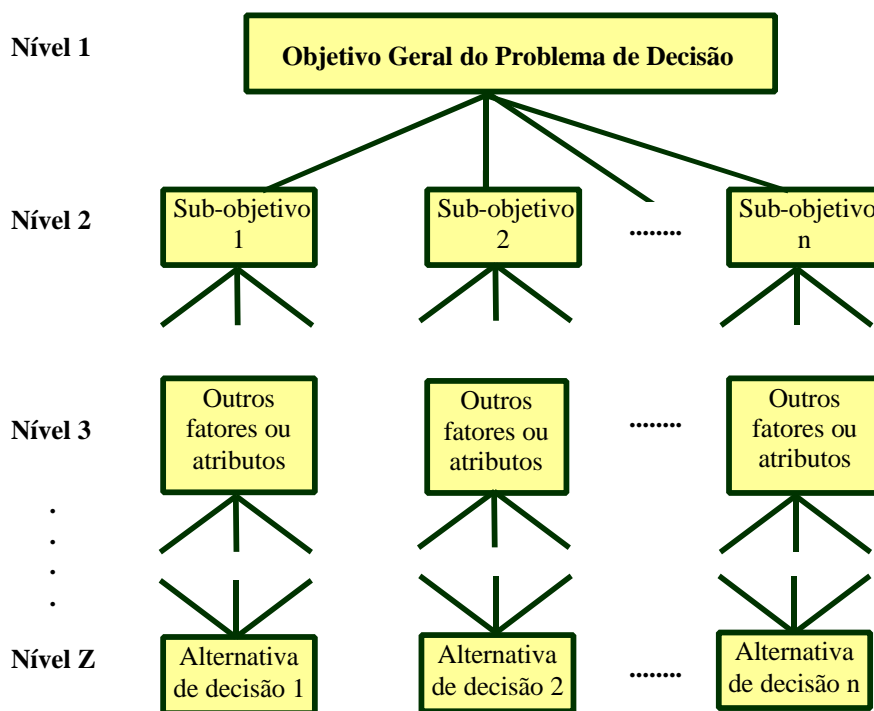 Nível 1
Objetivo Geral do Problema de Decisão
Nível 2
Sub-objetivo
1
Sub-objetivo
2
........
Sub-objetivo
n
Nível 3
Outros
fatores ou
atributos
Outros
fatores ou
atributos
........
Outros
fatores ou
atributos
.
.
.
.
Nível Z
Alternativa
de decisão 1
Alternativa
de decisão 2
........
Alternativa
de decisão n